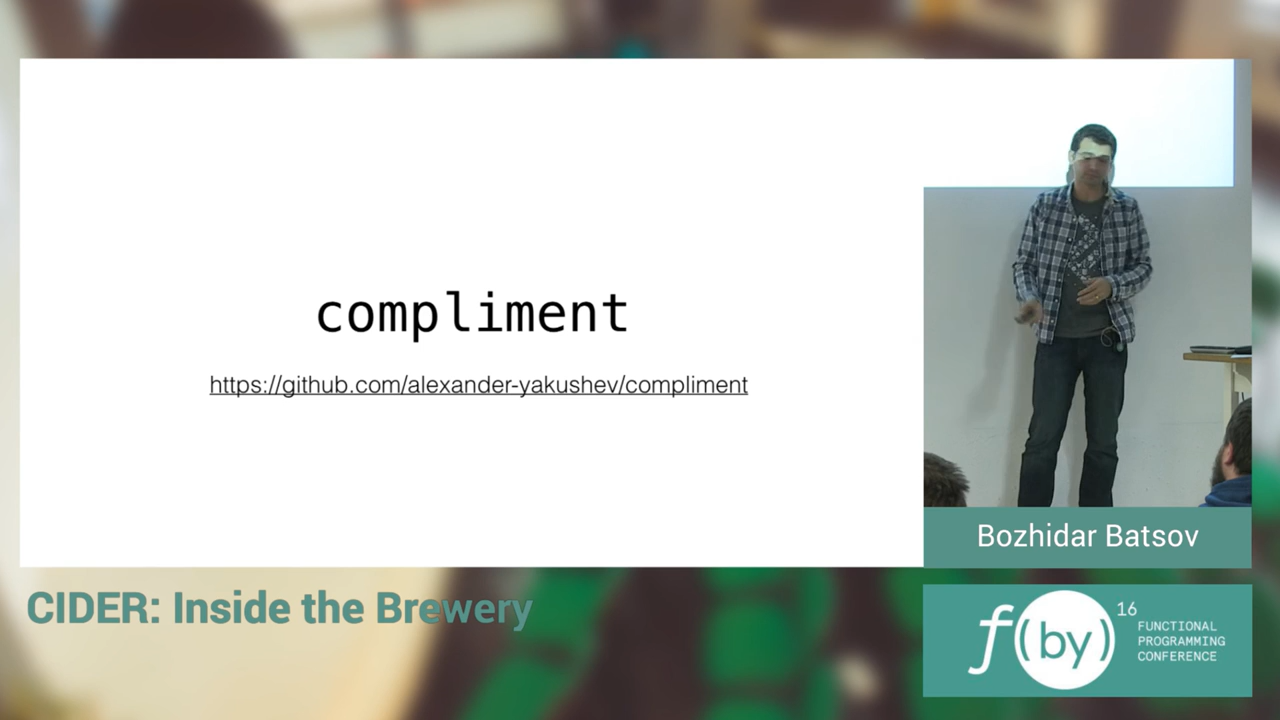 compliment
https://github.com/alexander-yakushev/compliment
Bozhidar Batsov
CIDER: Inside the Brewery
f(by) 16
FUNCTIONAL
PROGRAMMING
CONFERENCE